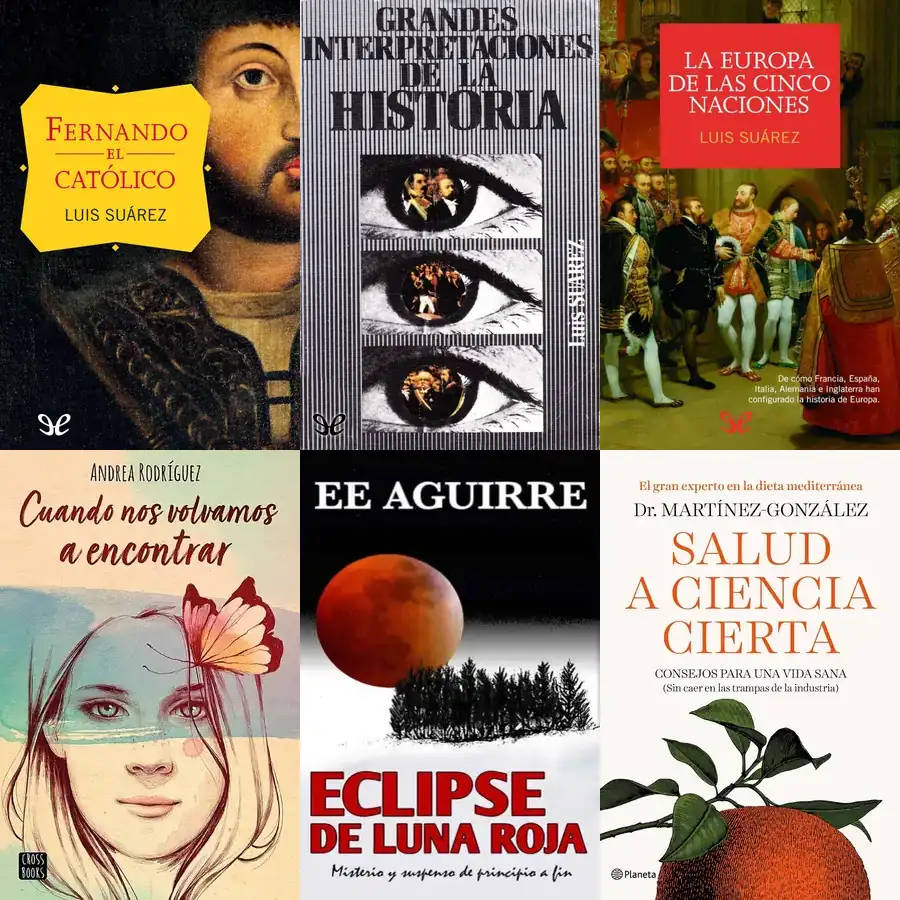 FERNANDO
EL
CATÓLICO
LUIS SUÁREZ
GRANDES
INTERPRETACIONES
DE LA
HISTORIA
LUIS SUÁREZ
LA EUROPA
DE LAS CINCO
NACIONES
LUIS SUÁREZ
De cómo Francia, España,
Italia, Alemania e Inglaterra han
configurado la historia de Europa.
ANDREA RODRÍGUEZ
Cuando nos volvamos
a encontrar
CROSS
BOOKS
EE AGUIRRE
ECLIPSE
DE LUNA ROJA
Misterio y suspenso de principio a fin
El gran experto en la dieta mediterránea
Dr. MARTÍNEZ-GONZÁLEZ
SALUD
A CIENCIA
CIERTA
CONSEJOS PARA UNA VIDA SANA
(Sin caer en las trampas de la industria)
Planeta